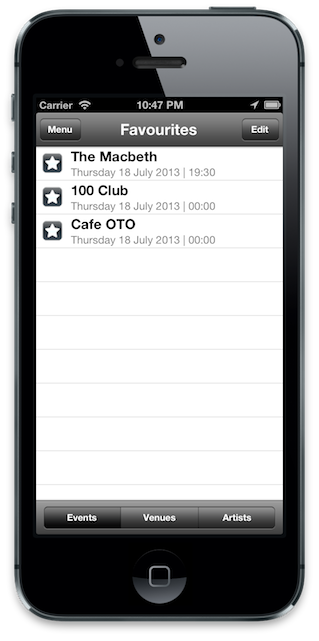 Carrier 10:47 PM
Menu Favourites Edit
The Macbeth
Thursday 18 July 2013 | 19:30
100 Club
Thursday 18 July 2013 | 00:00
Cafe OTO
Thursday 18 July 2013 | 00:00
Events Venues Artists